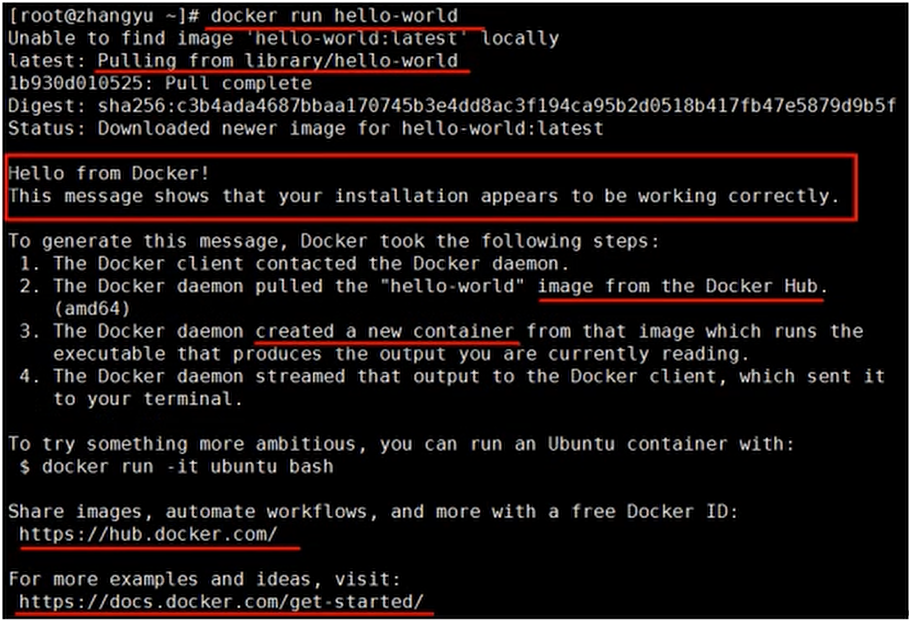 [root@zhangyu ~]# docker run hello-world
Unable to find image 'hello-world:latest' locally
latest: Pulling from library/hello-world
1b930d010525: Pull complete
Digest: sha256:c3b4ada4687bbaa170745b3e4dd8ac3f194ca95b2d0518b417fb47e5879d9b5f
Status: Downloaded newer image for hello-world:latest
Hello from Docker!
This message shows that your installation appears to be working correctly.
To generate this message, Docker took the following steps:
1. The Docker client contacted the Docker daemon.
2. The Docker daemon pulled the "hello-world" image from the Docker Hub.
(amd64)
3. The Docker daemon created a new container from that image which runs the
executable that produces the output you are currently reading.
4. The Docker daemon streamed that output to the Docker client, which sent it
to your terminal.
To try something more ambitious, you can run an Ubuntu container with:
$ docker run -it ubuntu bash
Share images, automate workflows, and more with a free Docker ID:
https://hub.docker.com/
For more examples and ideas, visit:
https://docs.docker.com/get-started/